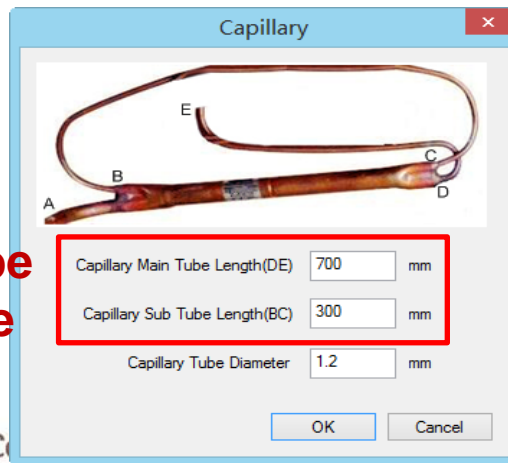 Capillary
E
B
C
A
D
Capillary Main Tube Length(DE) 700 mm
Capillary Sub Tube Length(BC) 300 mm
Capillary Tube Diameter 1.2 mm
OK Cancel